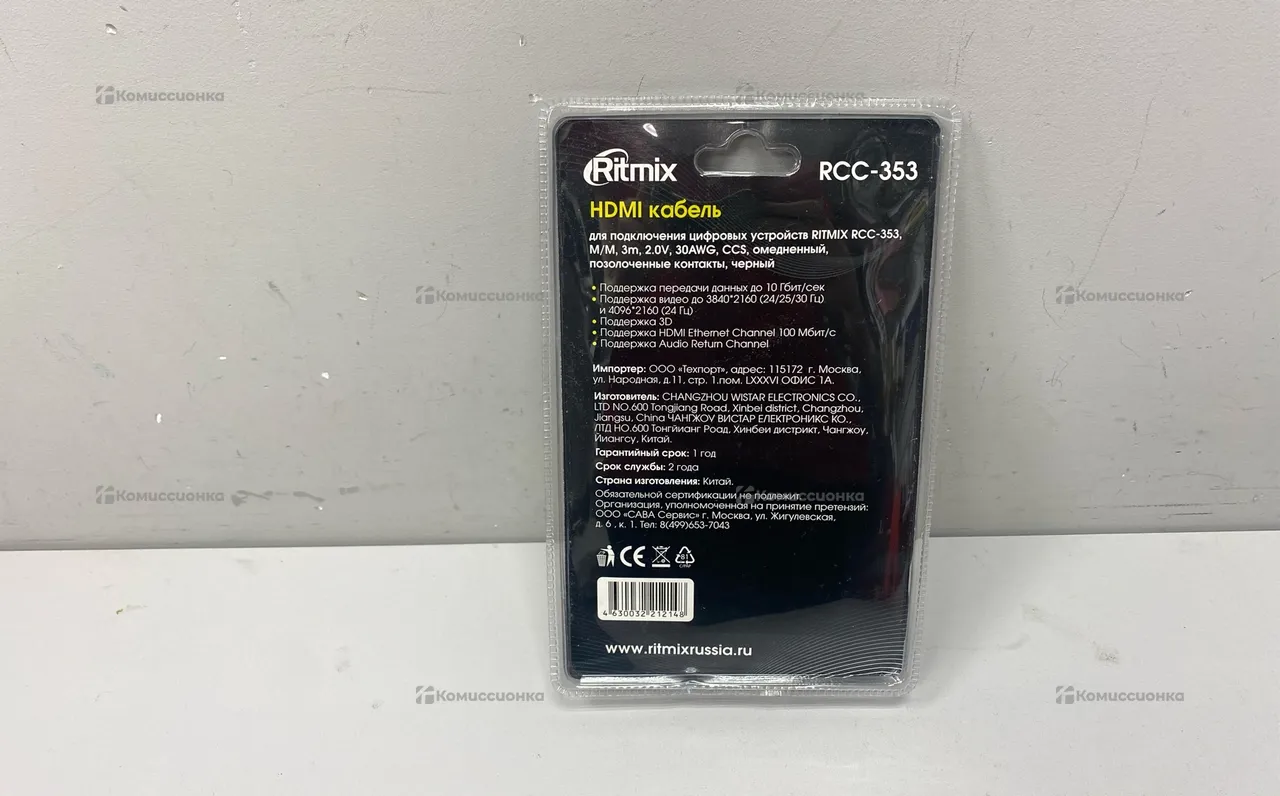 Комиссионка
Комиссионка
Ritmix RCC-353
HDMI кабель
для подключения цифровых устройств RITMIX RCC-353,
M/M, 3m, 2.0V, 30AWG, CCS, омедненный,
позолоченные контакты, черный
• Поддержка передачи данных до 10 Гбит/сек
• Поддержка видео до 3840*2160 (24/25/30 Гц)
и 4096*2160 (24 Гц)
• Поддержка 3D
• Поддержка HDMI Ethernet Channel 100 Мбит/с
• Поддержка Audio Return Channel
Комиссионка
Комиссионка
Импортер: ООО «Техпорт», адрес: 115172 г. Москва,
ул. Народная, д.11, стр. 1.пом. LXXXVI ОФИС 1А.
Изготовитель: CHANGZHOU WISTAR ELECTRONICS CO.,
LTD NO.600 Tongjiang Road, Xinbei district, Changzhou,
Jiangsu, China ЧАНГЖОУ ВИСТАР ЕЛЕКТРОНИКС КО.,
ЛТД НО.600 Тонгйианг Роад, Хинбеи дистрикт, Чангжоу,
Йиангсу, Китай.
Гарантийный срок: 1 год
Срок службы: 2 года
Страна изготовления: Китай.
Обязательной сертификации не подлежит.
Организация, уполномоченная на принятие претензий:
ООО «САВА Сервис» г. Москва, ул. Жигулевская,
д. 6 , к. 1. Тел: 8(499)653-7043
Комиссионка
Комиссионка
CE
81
C/PAP
4 630032 212148
www.ritmixrussia.ru
Комиссионка
Комиссионка